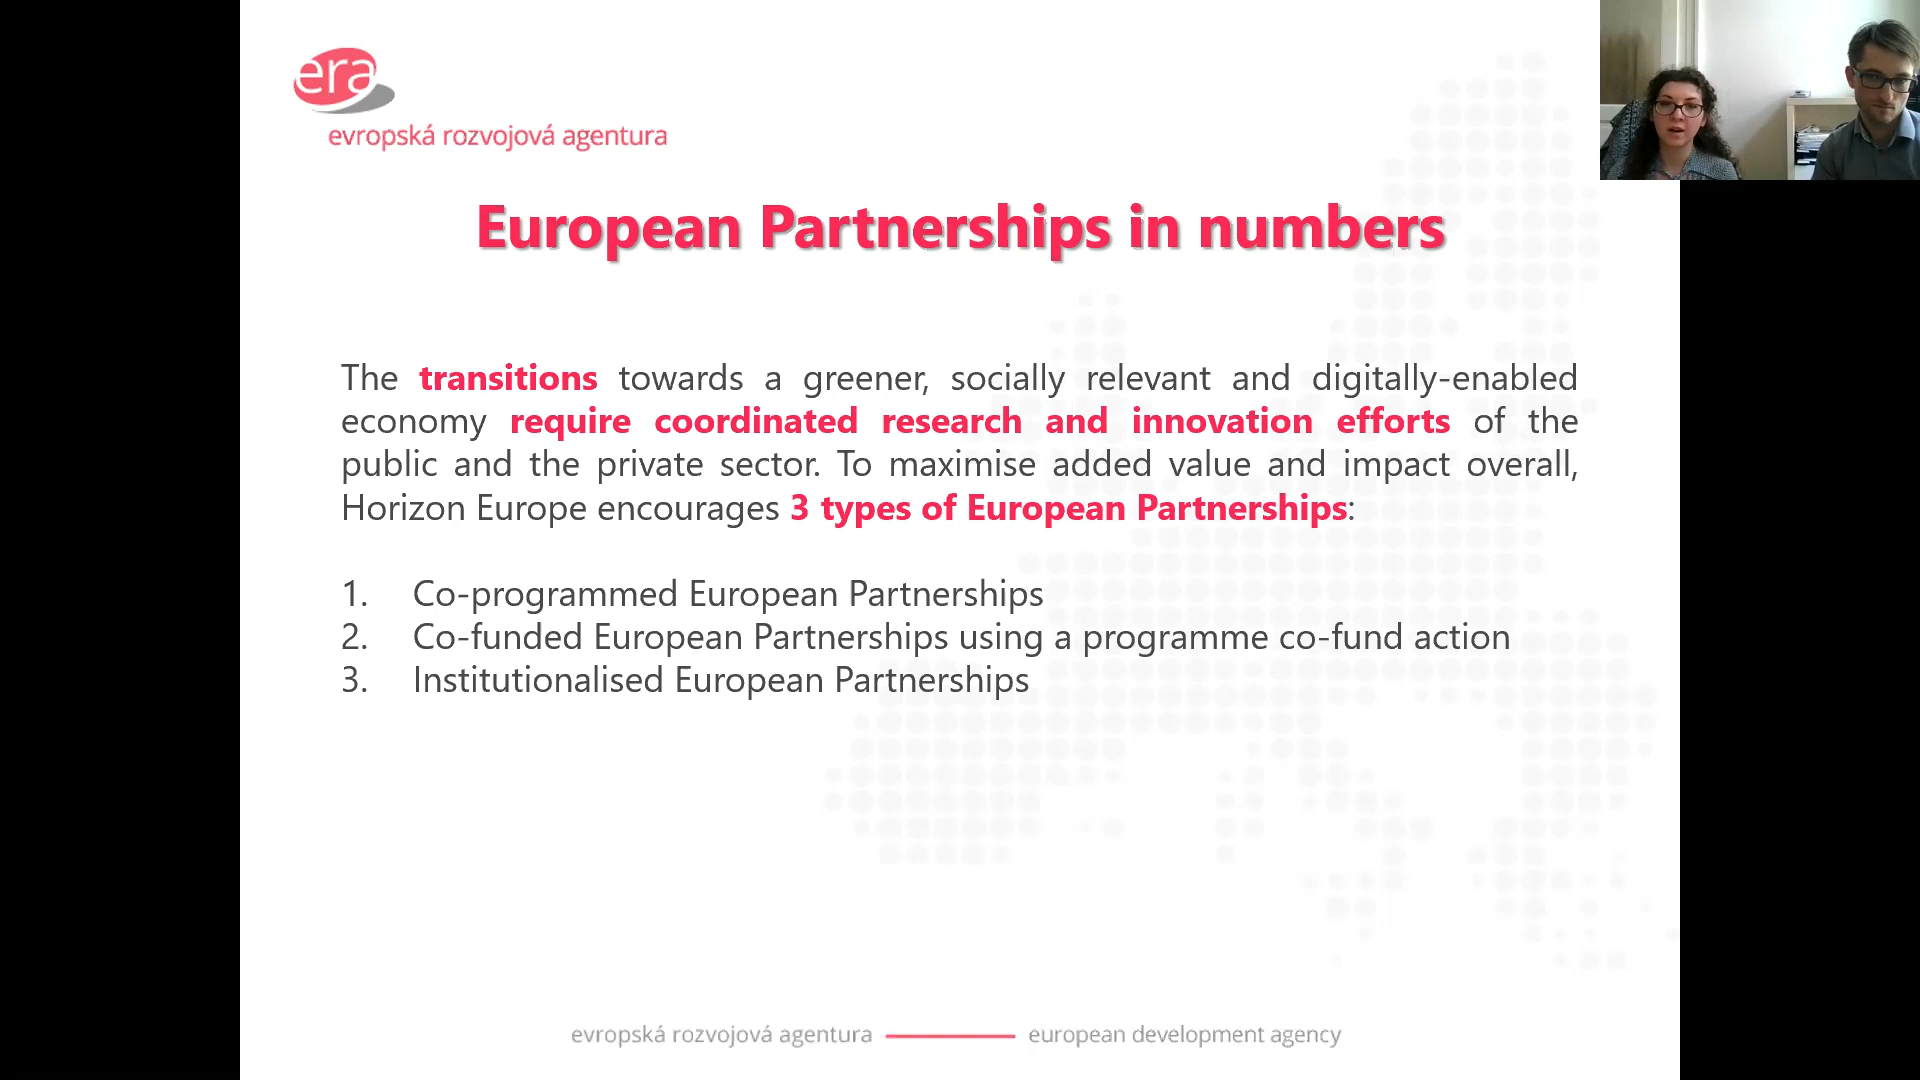 era
evropská rozvojová agentura
European Partnerships in numbers
The transitions towards a greener, socially relevant and digitally-enabled
economy require coordinated research and innovation efforts of the
public and the private sector. To maximise added value and impact overall,
Horizon Europe encourages 3 types of European Partnerships:
1. Co-programmed European Partnerships
2. Co-funded European Partnerships using a programme co-fund action
3. Institutionalised European Partnerships
evropská rozvojová agentura european development agency